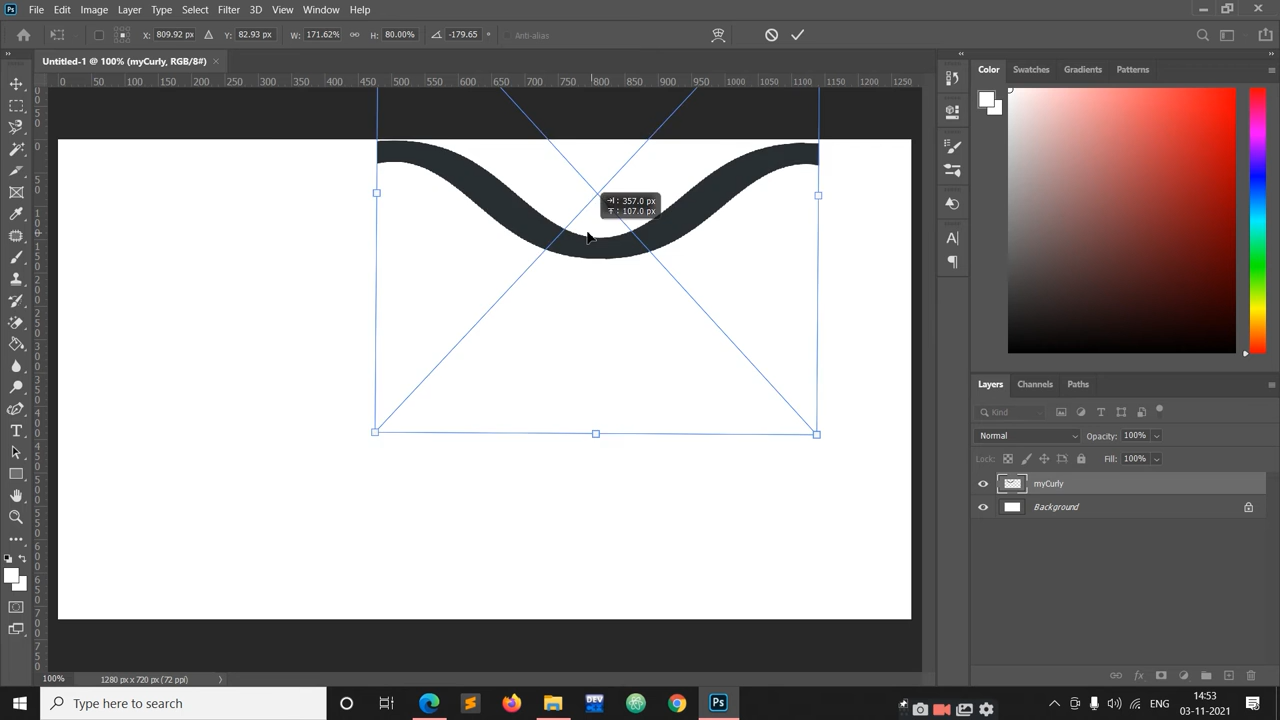 Ps File Edit Image Layer Type Select Filter 3D View Window Help
X: 809.92 px Y: 82.93 px W: 171.62% H: 80.00% -179.65 ° Anti-alias
Untitled-1 @ 100% (myCurly, RGB/8#) ×
0 50 100 150 200 250 300 350 400 450 500 550 600 650 700 750 800 850 900 950 1000 1050 1100 1150 1200 1250
: 357.0 px
: 107.0 px
Color Swatches Gradients Patterns
Layers Channels Paths
Kind
Normal Opacity: 100%
Lock: Fill: 100%
myCurly
Background
100% 1280 px x 720 px (72 ppi)
Type here to search
DEV
Ps
ENG
14:53
03-11-2021